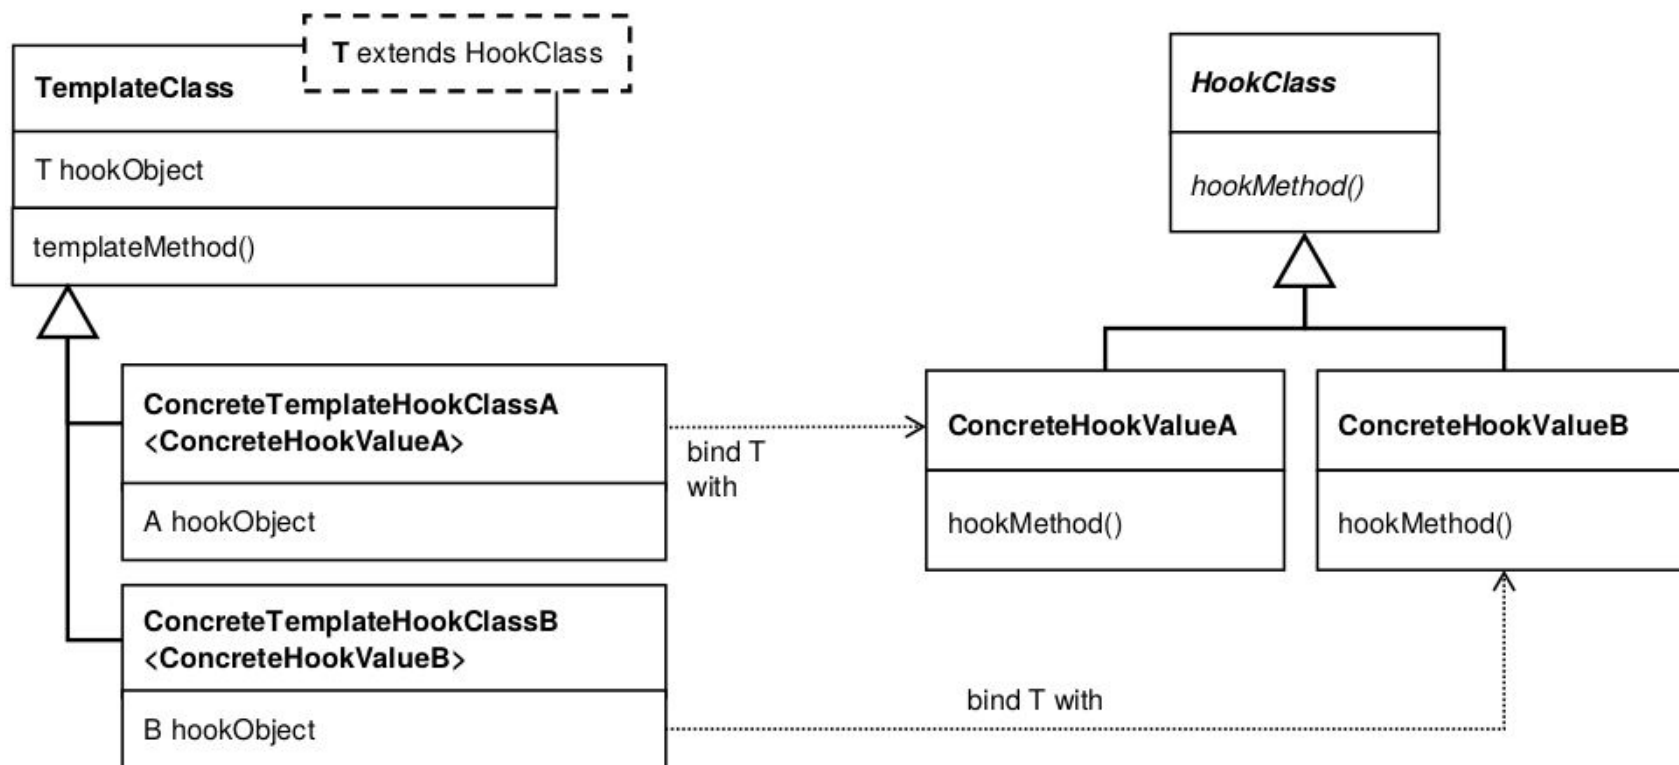 T extends HookClass
TemplateClass
T hookObject
templateMethod()
HookClass
hookMethod()
ConcreteTemplateHookClassA
<ConcreteHookValueA>
A hookObject
bind T
with
ConcreteHookValueA
hookMethod()
ConcreteHookValueB
hookMethod()
ConcreteTemplateHookClassB
<ConcreteHookValueB>
B hookObject
bind T with